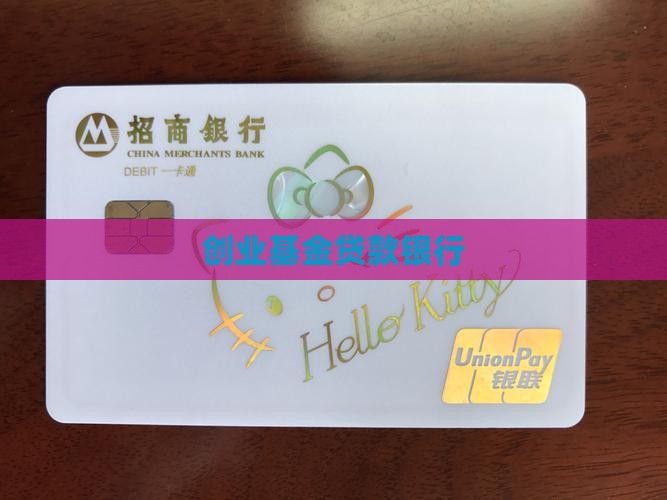 招商銀行
CHINA MERCHANTS BANK
DEBIT 一卡通
创业基金贷款银行
Hello Kitty
UnionPay
银联